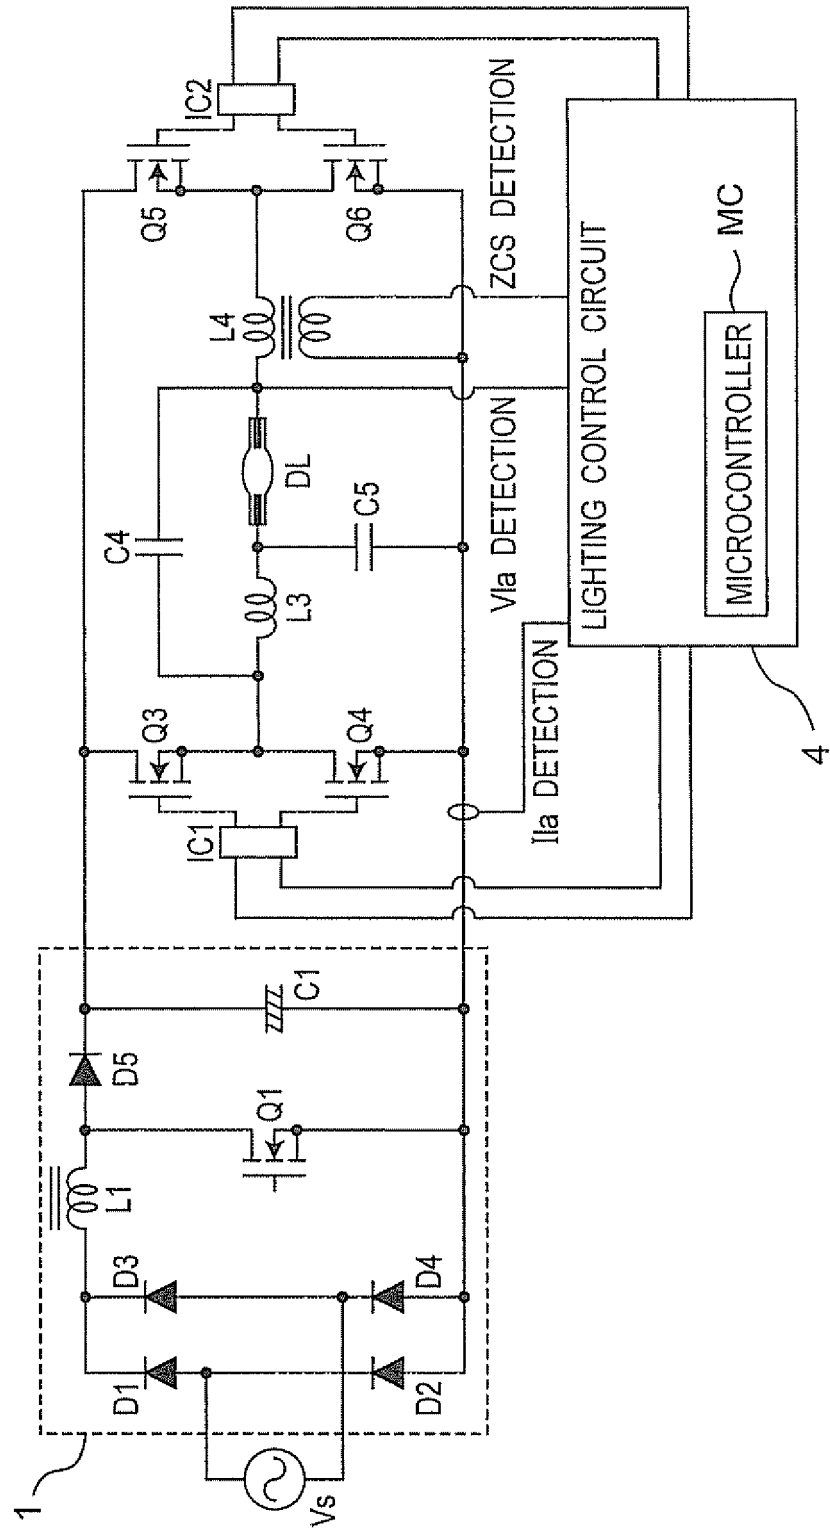 1
D1
D3
L1
D5
C4
Q3
Q5
IC1
IC2
L4
Q1
C1
L3
DL
Vs
Q4
C5
Q6
D2
D4
Vla DETECTION
ZCS DETECTION
Ila DETECTION
LIGHTING CONTROL CIRCUIT
MICROCONTROLLER
MC
4